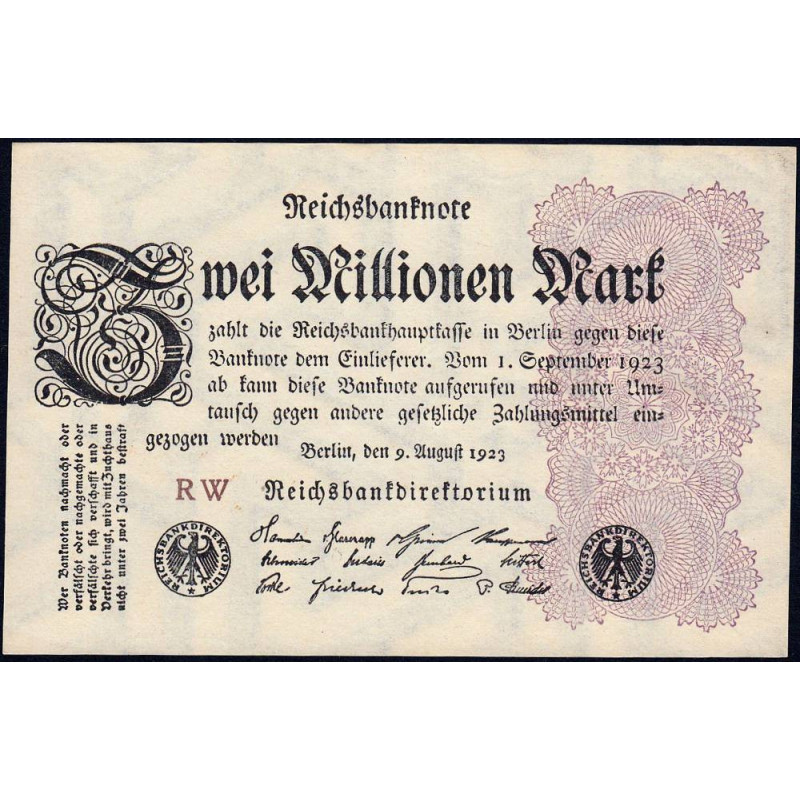 Reichsbanknote
Zwei Millionen Mark
zahlt die Reichsbankhauptkasse in Berlin gegen diese
Banknote dem Einlieferer. Vom 1. September 1923
ab kann diese Banknote aufgerufen und unter Um-
tausch gegen andere gesetzliche Zahlungsmittel ein-
gezogen werden
Berlin, den 9. August 1923
RW Reichsbankdirektorium
Wer Banknoten nachmacht oder
verfälscht oder nachgemachte oder
verfälschte sich verschafft und in
Verkehr bringt, wird mit Zuchthaus
nicht unter zwei Jahren bestraft
REICHSBANKDIREKTORIUM
REICHSBANKDIREKTORIUM